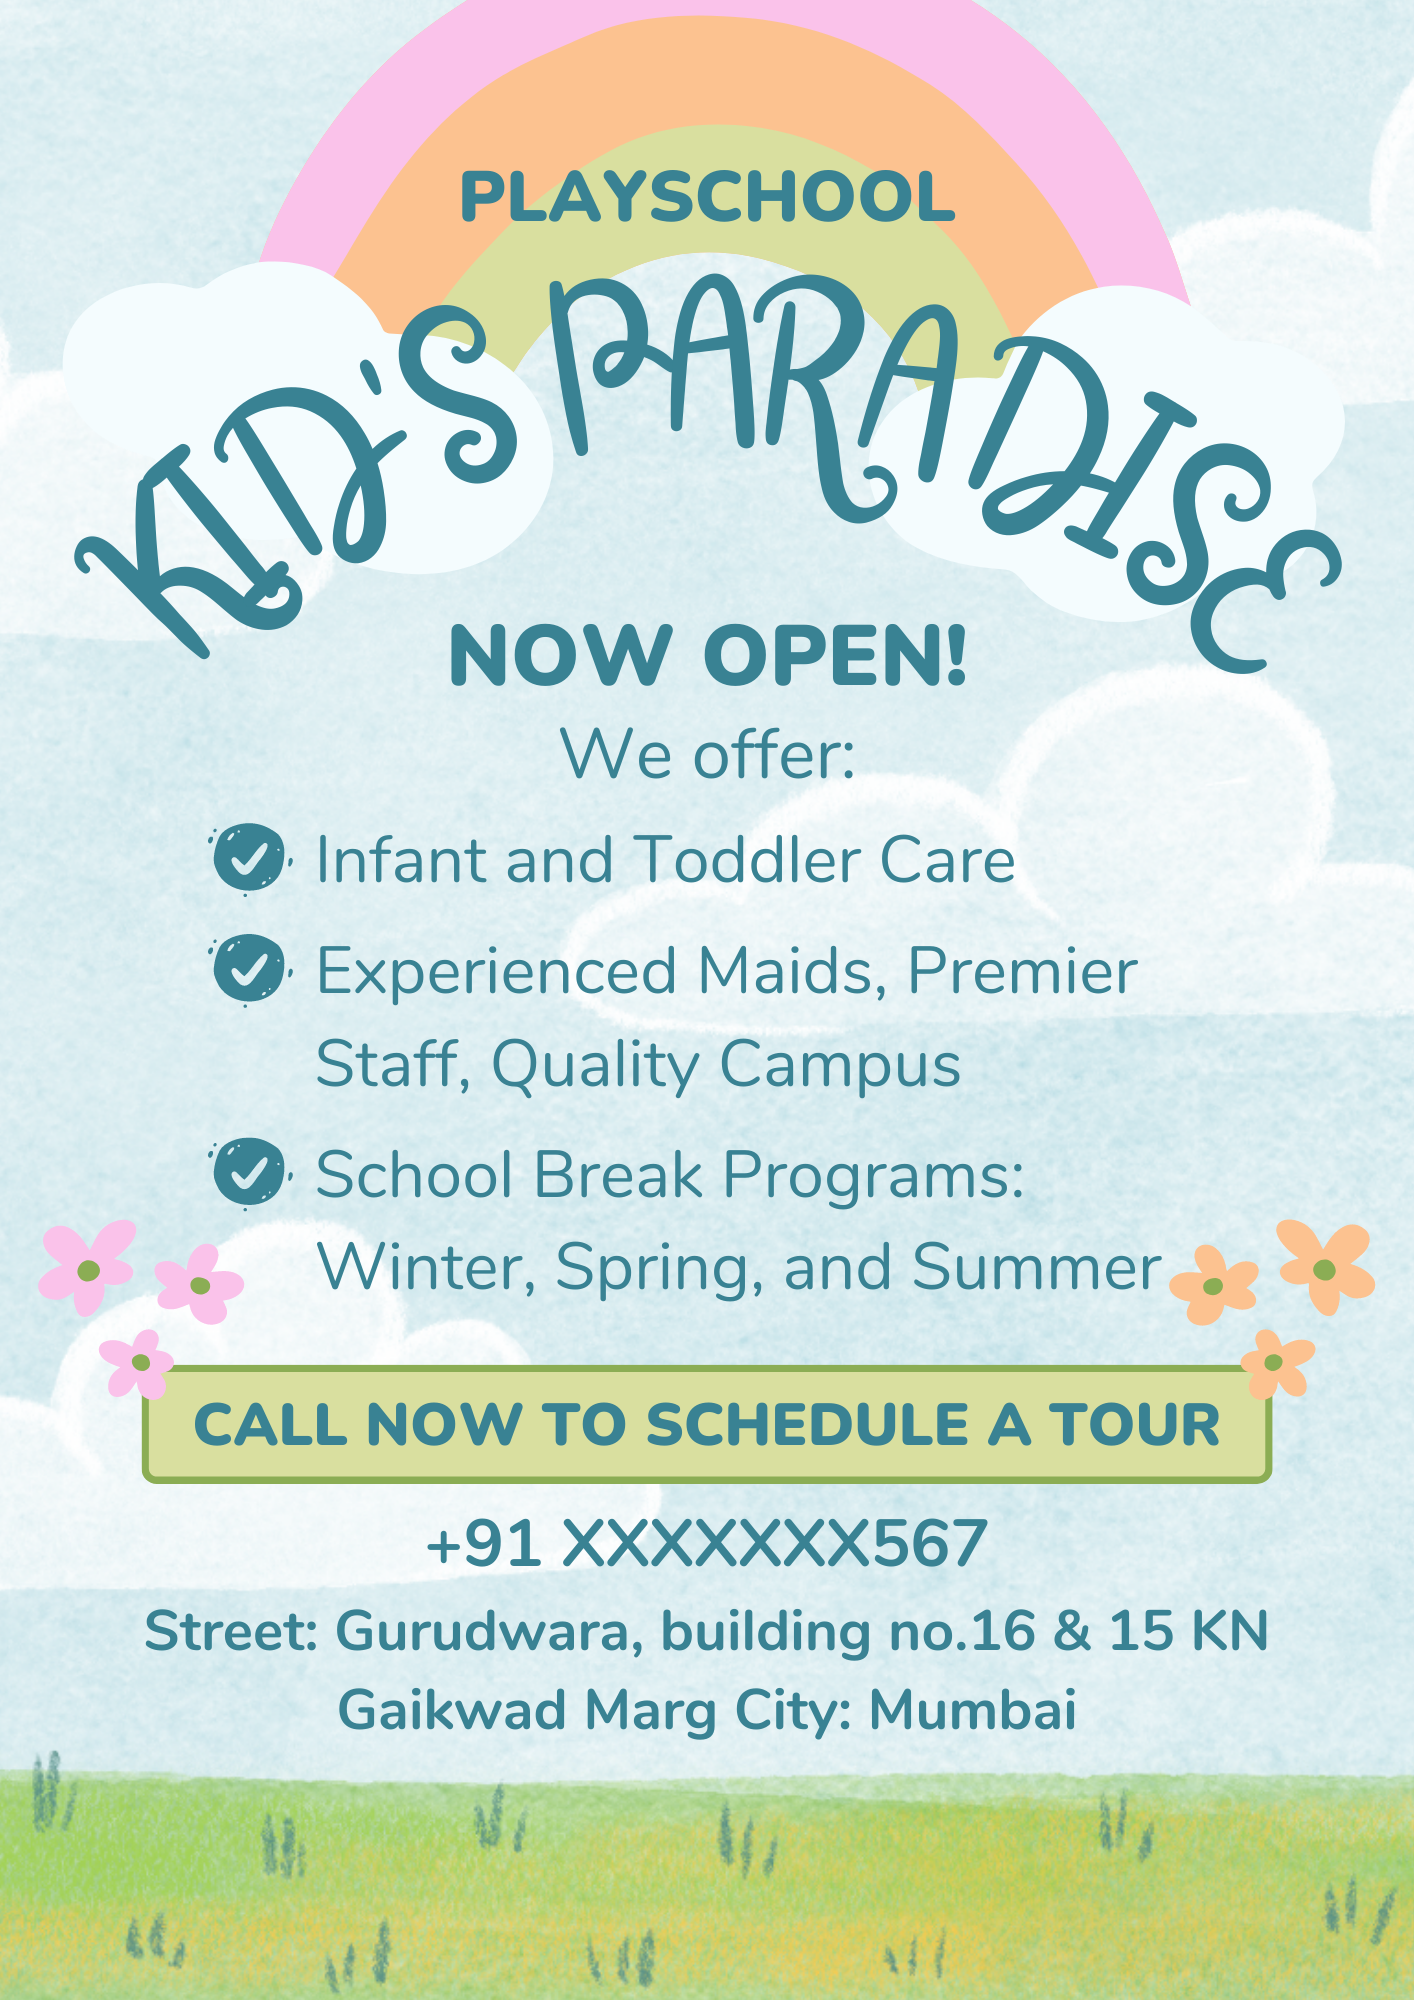 PLAYSCHOOL
KID'S PARADISE
NOW OPEN!
We offer:
Infant and Toddler Care
Experienced Maids, Premier
Staff, Quality Campus
School Break Programs:
Winter, Spring, and Summer
CALL NOW TO SCHEDULE A TOUR
+91 XXXXXXX567
Street: Gurudwara, building no.16 & 15 KN
Gaikwad Marg City: Mumbai